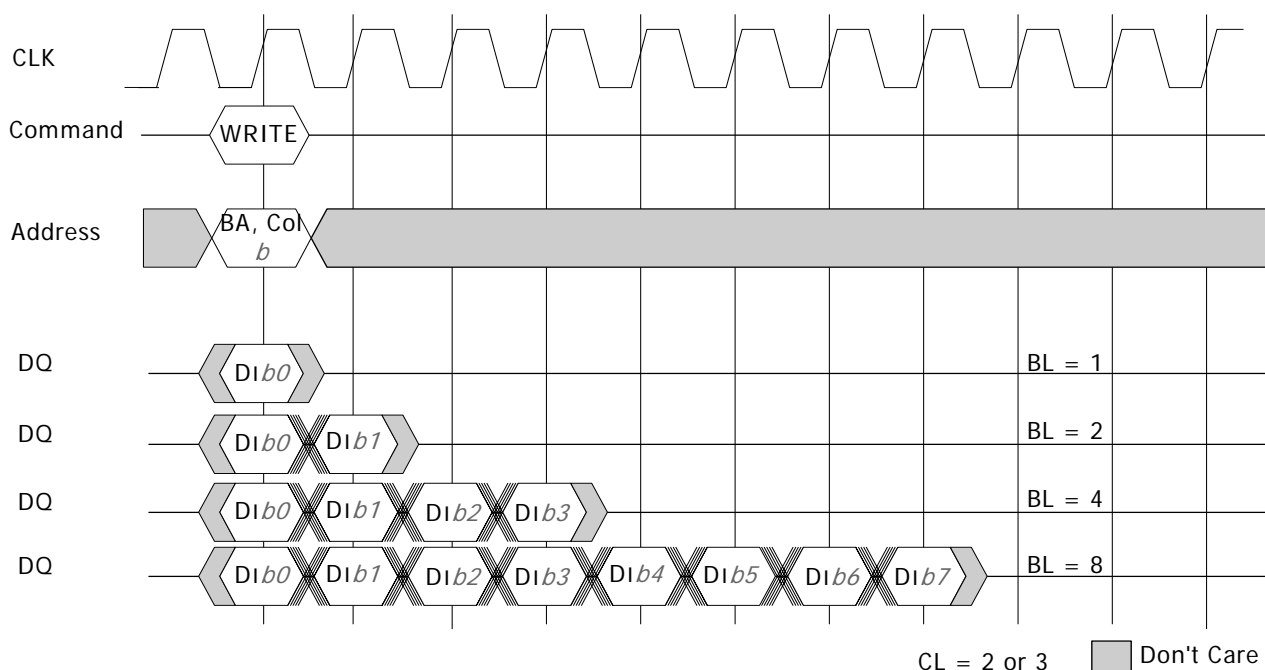 CLK
Command WRITE
Address BA, Col
b
DQ DIb0 BL = 1
DQ DIb0 DIb1 BL = 2
DQ DIb0 DIb1 DIb2 DIb3 BL = 4
DQ DIb0 DIb1 DIb2 DIb3 DIb4 DIb5 DIb6 DIb7 BL = 8
CL = 2 or 3 Don't Care